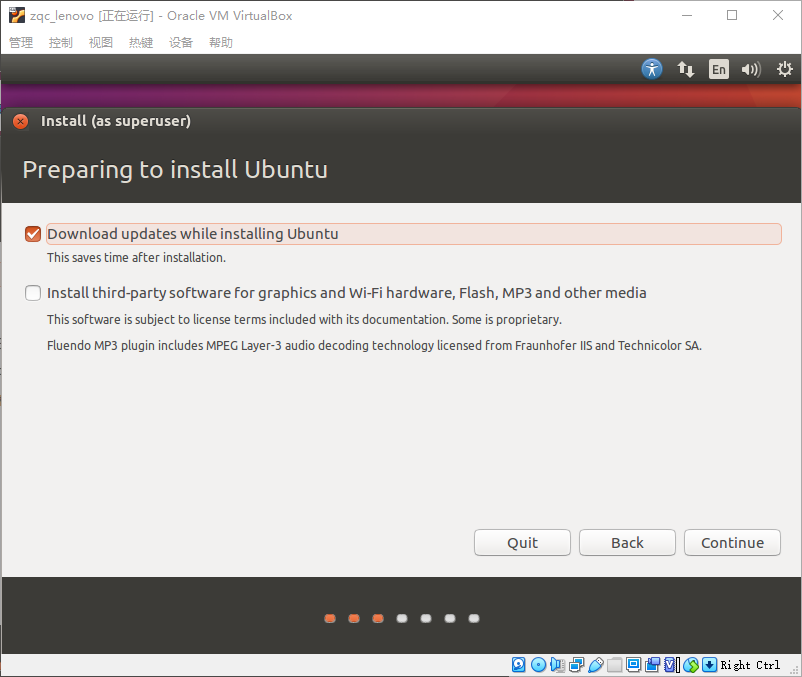 zqc_lenovo [正在运行] - Oracle VM VirtualBox
管理 控制 视图 热键 设备 帮助
En
Install (as superuser)
Preparing to install Ubuntu
Download updates while installing Ubuntu
This saves time after installation.
Install third-party software for graphics and Wi-Fi hardware, Flash, MP3 and other media
This software is subject to license terms included with its documentation. Some is proprietary.
Fluendo MP3 plugin includes MPEG Layer-3 audio decoding technology licensed from Fraunhofer IIS and Technicolor SA.
Quit Back Continue
Right Ctrl